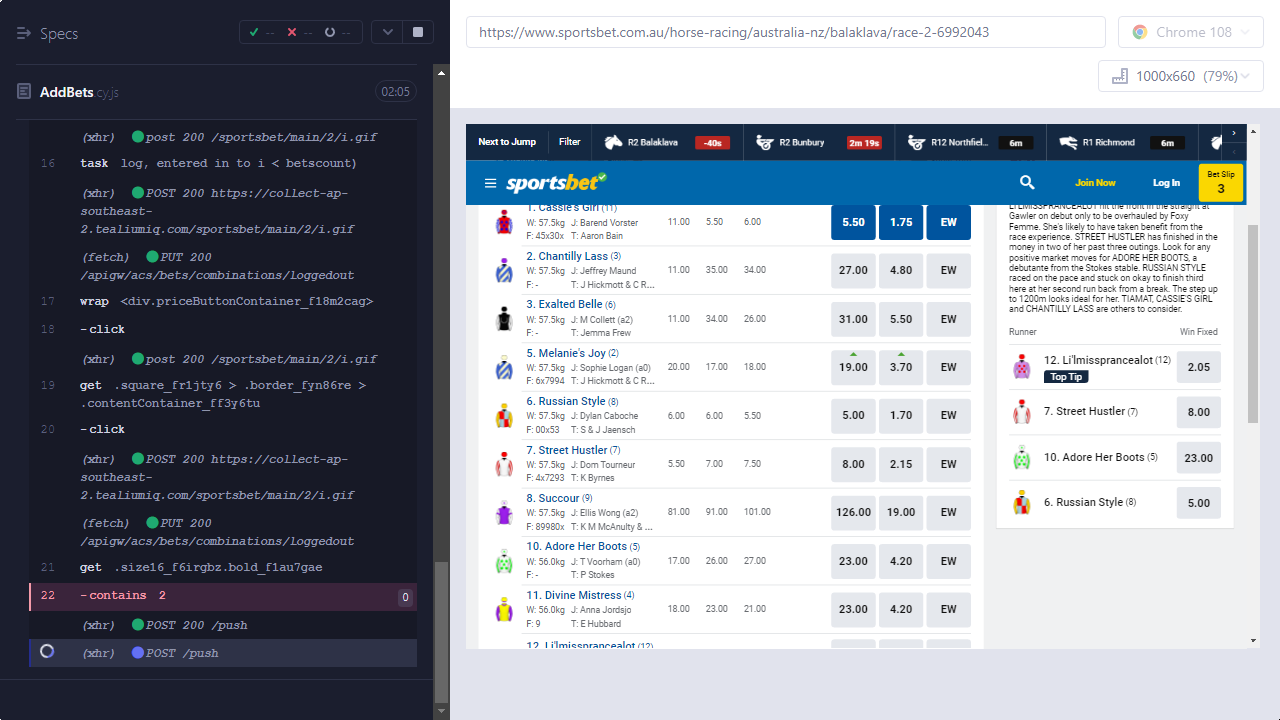 Specs
--
--
--
https://www.sportsbet.com.au/horse-racing/australia-nz/balaklava/race-2-6992043
Chrome 108
1000x660 (79%)
AddBets.cy.js
02:05
(xhr) post 200 /sportsbet/main/2/i.gif
16 task log, entered in to i < betscount)
(xhr) POST 200 https://collect-ap-
southeast-
2.tealiumiq.com/sportsbet/main/2/i.gif
(fetch) PUT 200
/apigw/acs/bets/combinations/loggedout
17 wrap <div.priceButtonContainer_f18m2cag>
18 -click
(xhr) post 200 /sportsbet/main/2/i.gif
19 get .square_fr1jty6 > .border_fyn86re >
.contentContainer_ff3y6tu
20 -click
(xhr) POST 200 https://collect-ap-
southeast-
2.tealiumiq.com/sportsbet/main/2/i.gif
(fetch) PUT 200
/apigw/acs/bets/combinations/loggedout
21 get .size16_f6irgbz.bold_f1au7gae
22 -contains 2 0
(xhr) POST 200 /push
(xhr) POST /push
Next to Jump
Filter
R2 Balaklava -40s
R2 Bunbury 2m 19s
R12 Northfiel... 6m
R1 Richmond 6m
sportsbet
Join Now
Log In
Bet Slip
3
1. Cassie's Girl (11)
W: 57.5kg J: Barend Vorster 11.00 5.50 6.00 5.50 1.75 EW
F: 45x30x T: Aaron Bain
2. Chantilly Lass (3)
W: 57.5kg J: Jeffrey Maund 11.00 35.00 34.00 27.00 4.80 EW
F: - T: J Hickmott & C R...
3. Exalted Belle (6)
W: 57.5kg J: M Collett (a2) 11.00 34.00 26.00 31.00 5.50 EW
F: - T: Jemma Frew
5. Melanie's Joy (2)
W: 57.5kg J: Sophie Logan (a0) 20.00 17.00 18.00 19.00 3.70 EW
F: 6x7994 T: J Hickmott & C R...
6. Russian Style (8)
W: 57.5kg J: Dylan Caboche 6.00 6.00 5.50 5.00 1.70 EW
F: 00x53 T: S & J Jaensch
7. Street Hustler (7)
W: 57.5kg J: Dom Tourneur 5.50 7.00 7.50 8.00 2.15 EW
F: 4x7293 T: K Byrnes
8. Succour (9)
W: 57.5kg J: Ellis Wong (a2) 81.00 91.00 101.00 126.00 19.00 EW
F: 89980x T: K M McAnulty & ...
10. Adore Her Boots (5)
W: 56.0kg J: T Voorham (a0) 17.00 26.00 27.00 23.00 4.20 EW
F: - T: P Stokes
11. Divine Mistress (4)
W: 56.0kg J: Anna Jordsjo 18.00 23.00 21.00 23.00 4.20 EW
F: 9 T: E Hubbard
12. Li'lmissprancealot (12)
LI'LMISSPRANCEALOT hit the front in the straight at
Gawler on debut only to be overhauled by Foxy
Femme. She's likely to have taken benefit from the
race experience. STREET HUSTLER has finished in the
money in two of her past three outings. Look for any
positive market moves for ADORE HER BOOTS, a
debutante from the Stokes stable. RUSSIAN STYLE
raced on the pace and stuck on okay to finish third
here at her second run back from a break. The step up
to 1200m looks ideal for her. TIAMAT, CASSIE'S GIRL
and CHANTILLY LASS are others to consider.
Runner Win Fixed
12. Li'lmissprancealot (12) 2.05
Top Tip
7. Street Hustler (7) 8.00
10. Adore Her Boots (5) 23.00
6. Russian Style (8) 5.00